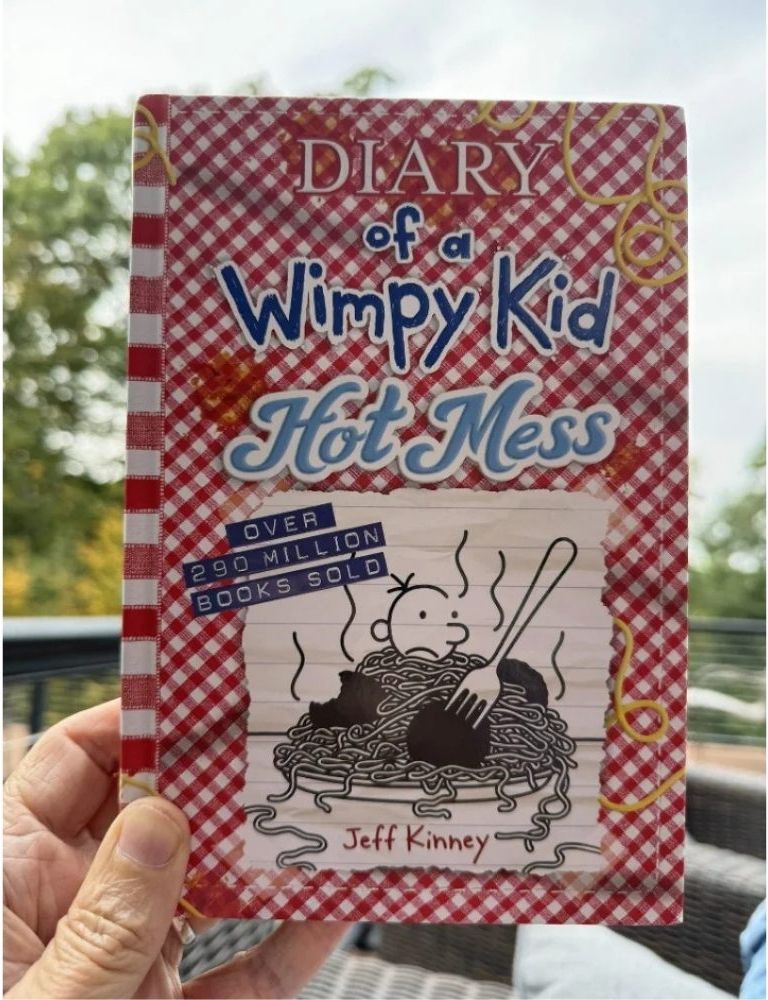 DIARY
of a
Wimpy Kid
Hot Mess
OVER
290 MILLION
BOOKS SOLD
Jeff Kinney